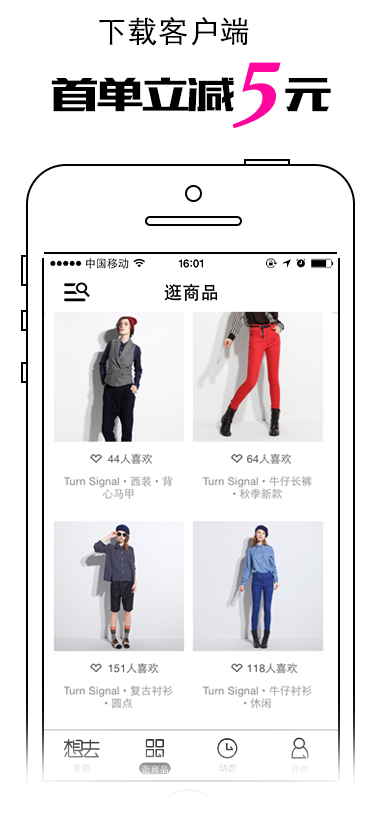 下载客户端
首单立减5元
中国移动 16:01
逛商品
44人喜欢 64人喜欢
Turn Signal・西装・背 Turn Signal・牛仔长裤
心马甲 ・秋季新款
151人喜欢 118人喜欢
Turn Signal・复古衬衫 Turn Signal・牛仔衬衫
・圆点 ・休闲
想去
专题 逛商品 动态 我的